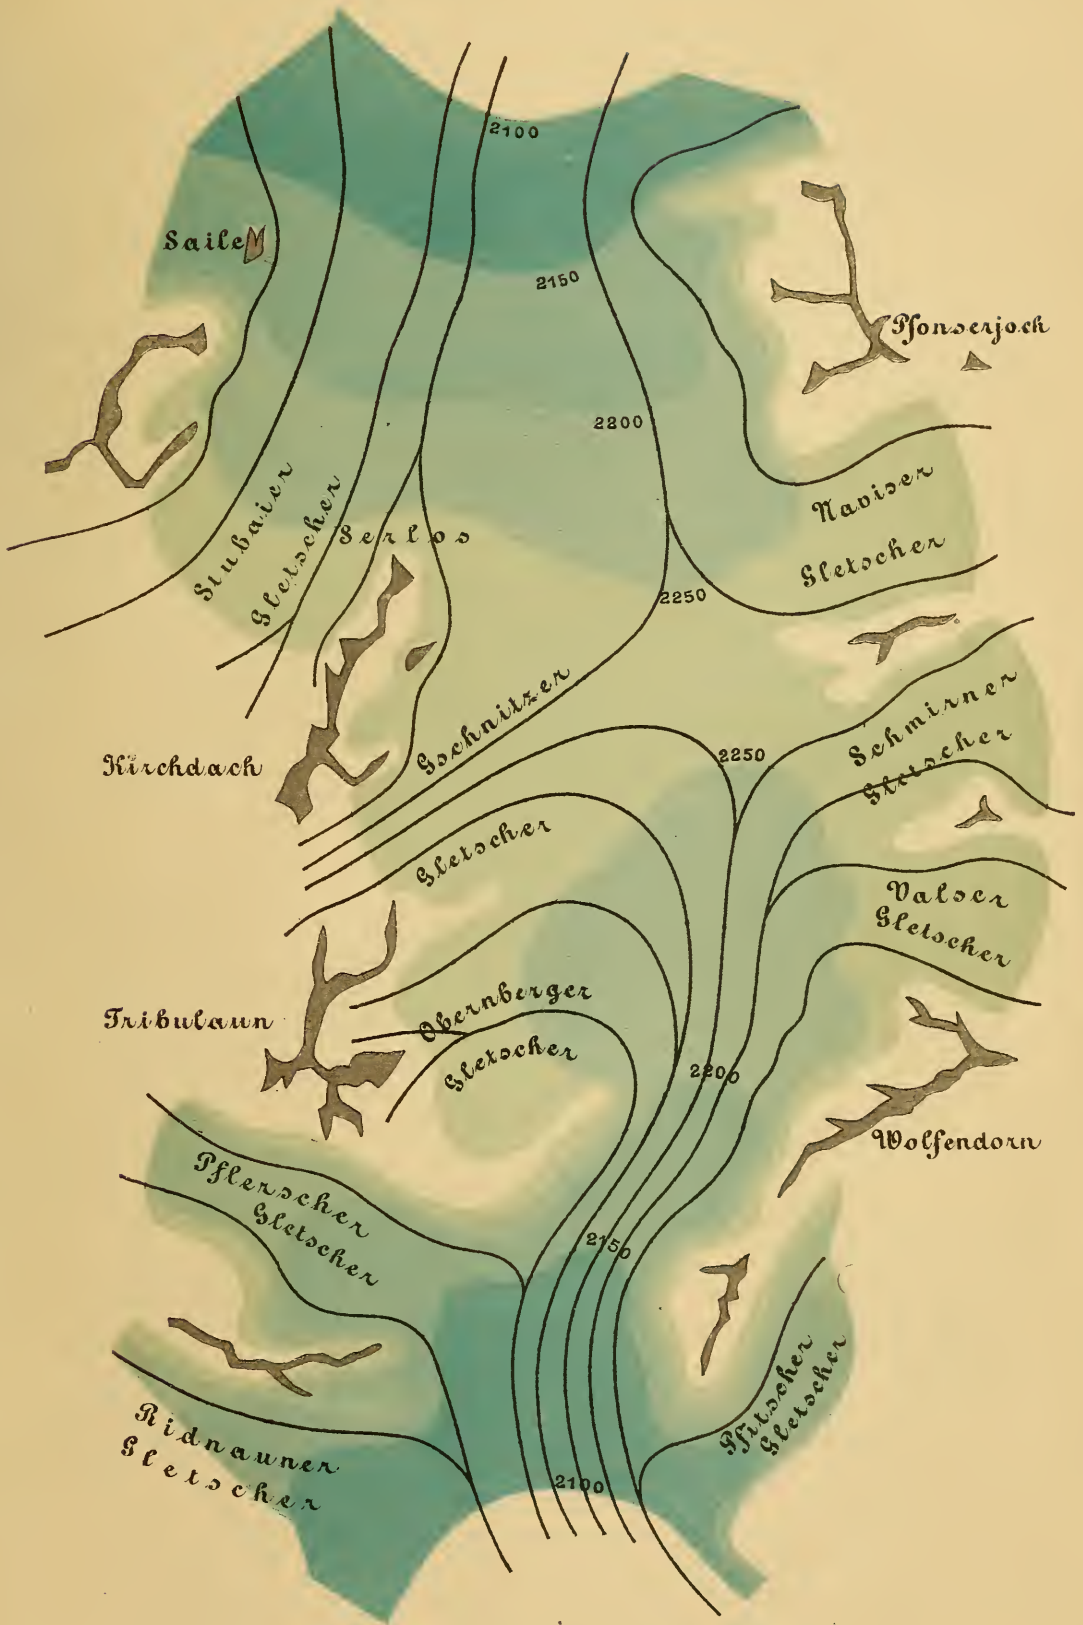 2100
Saile
2150
Pfonserjoch
2200
Naviser
Gletscher
Stubaier
Gletscher
Serlos
2250
Schmirner
Gletscher
Gschnitzer
Gletscher
2250
Kirchdach
Valser
Gletscher
Obernberger
Gletscher
Tribulaun
2200
Wolfendorn
Pflerscher
Gletscher
2150
Pfitscher
Gletscher
Ridnauner
Gletscher
2100